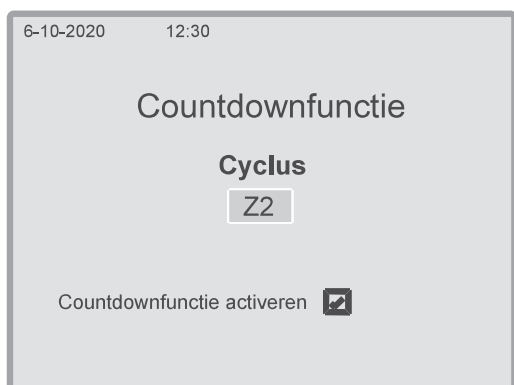 6-10-2020 12:30
Countdownfunctie
Cyclus
Z2
Countdownfunctie activeren